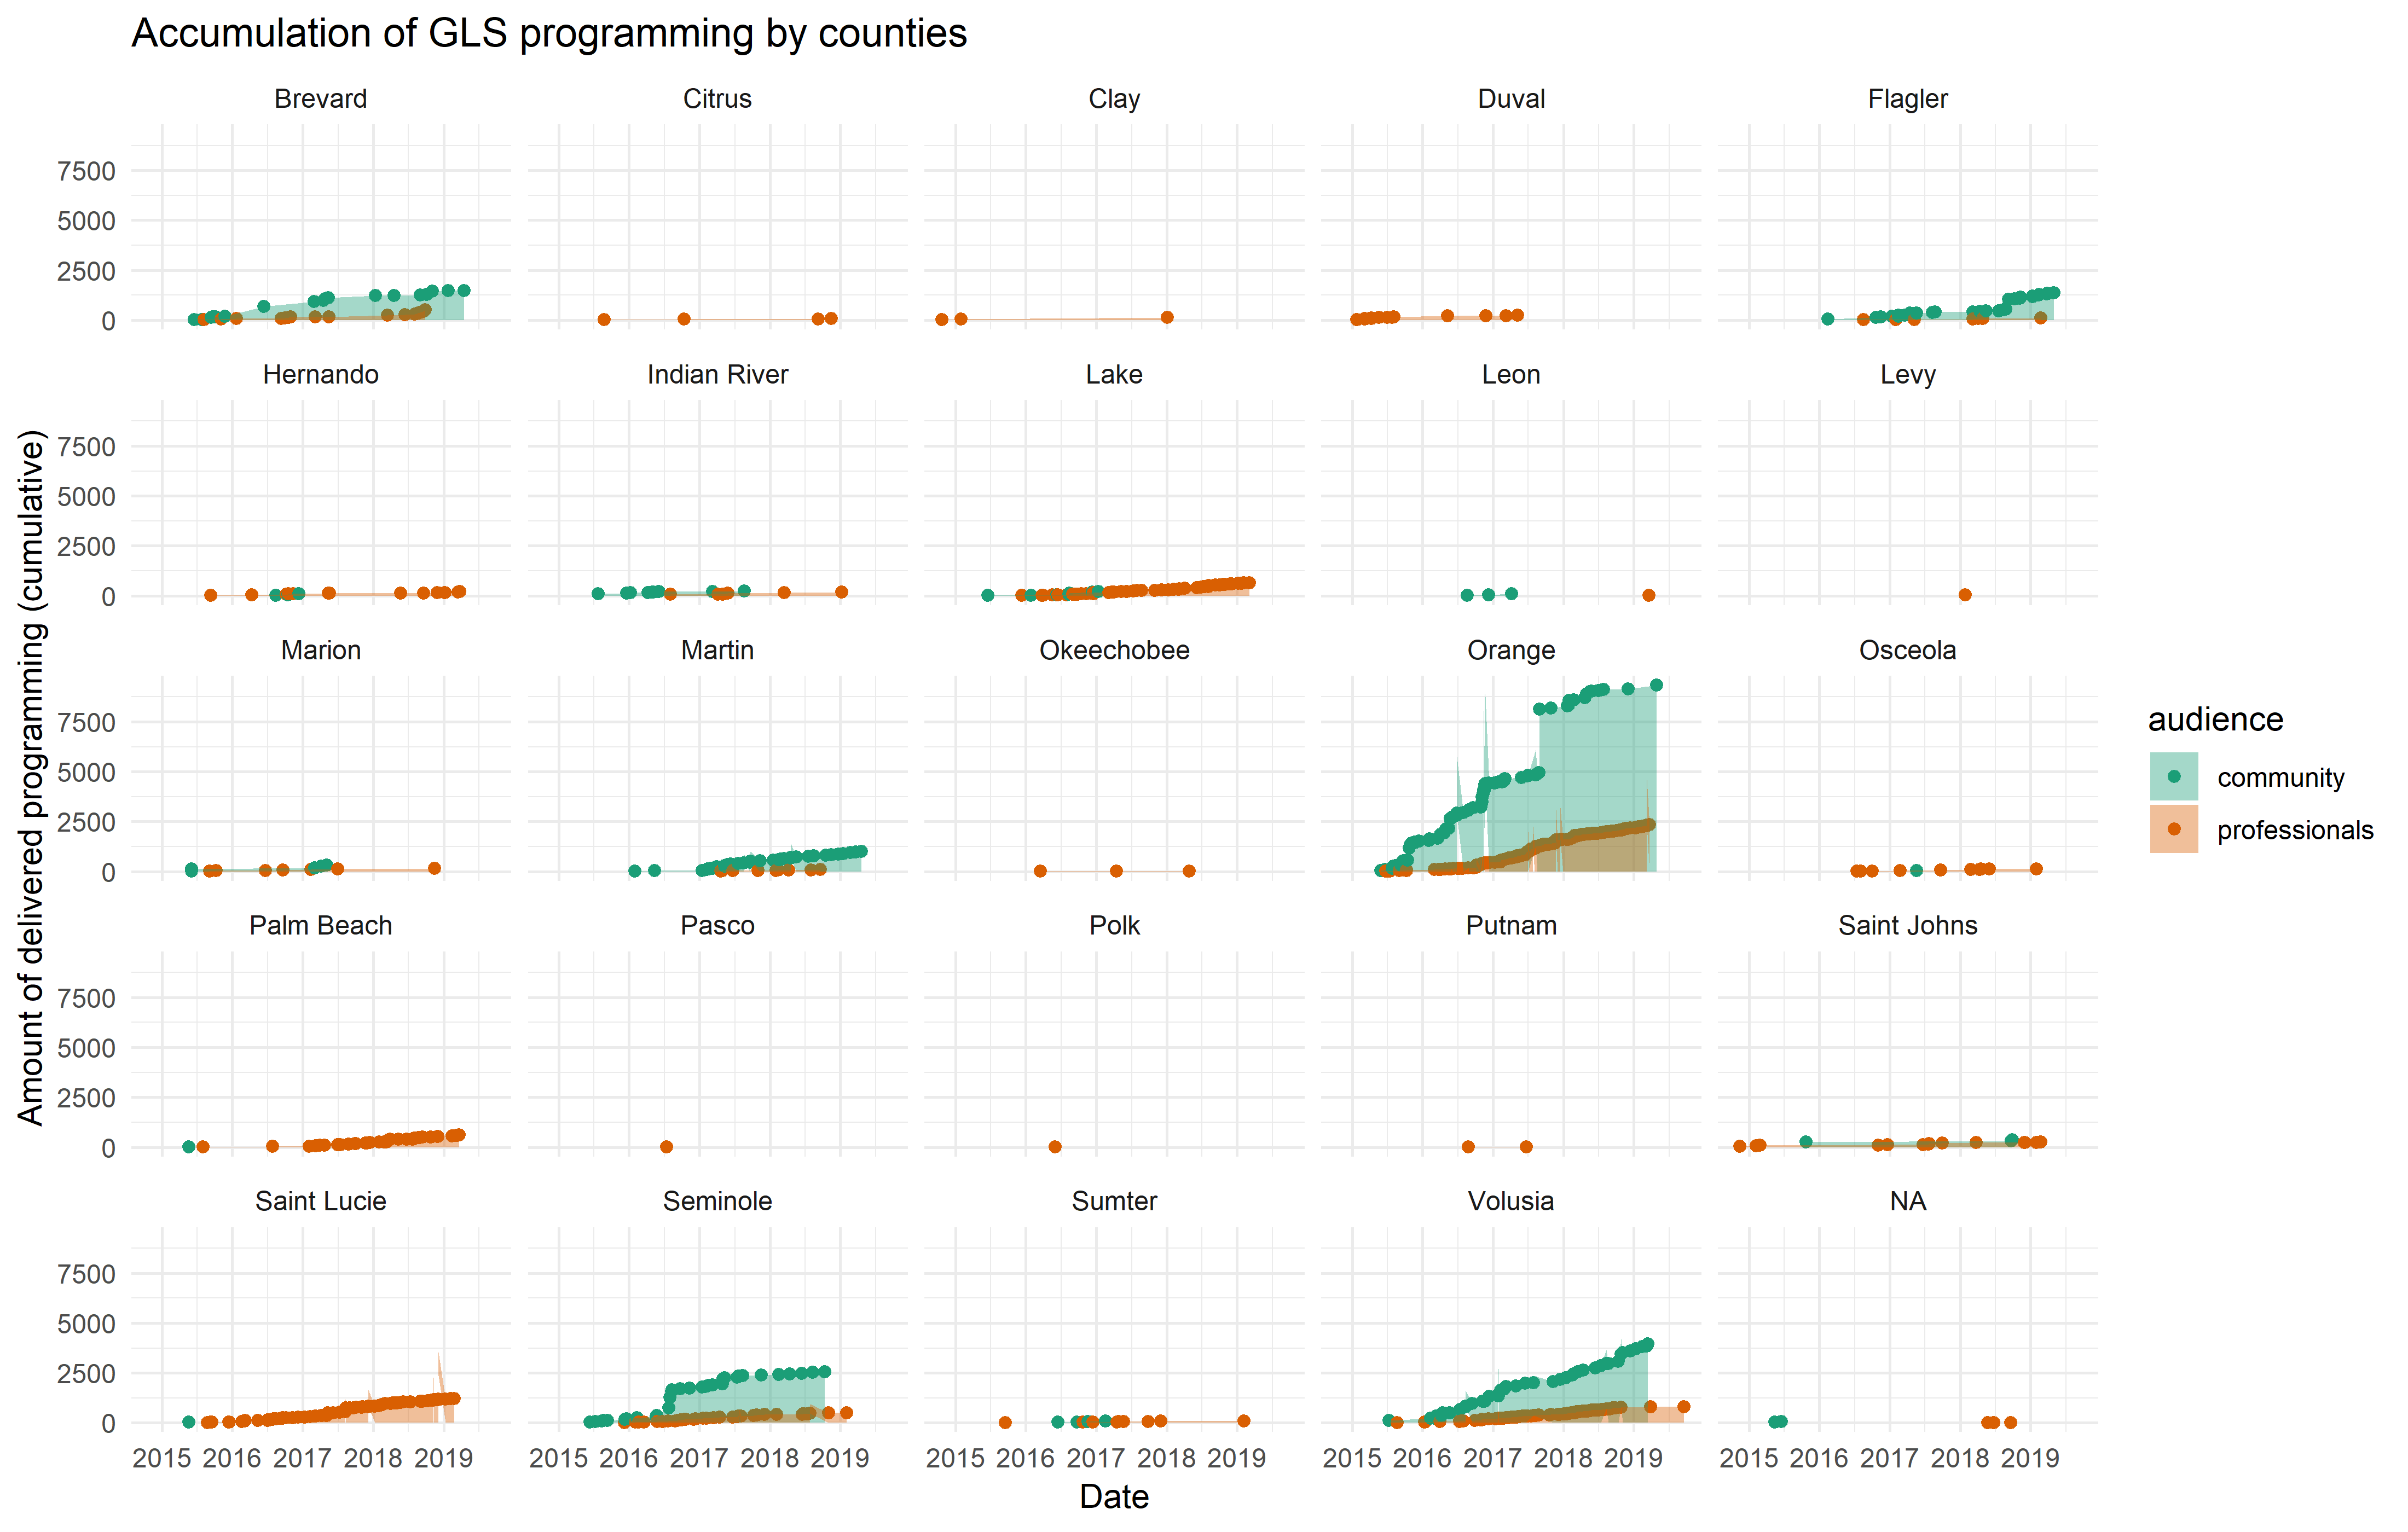 Accumulation of GLS programming by counties
Brevard Citrus Clay Duval Flagler
7500
5000
2500
0
Hernando Indian River Lake Leon Levy
7500
5000
2500
0
Marion Martin Okeechobee Orange Osceola
7500
5000
2500
0
Palm Beach Pasco Polk Putnam Saint Johns
7500
5000
2500
0
Saint Lucie Seminole Sumter Volusia NA
7500
5000
2500
0
2015 2016 2017 2018 2019 2015 2016 2017 2018 2019 2015 2016 2017 2018 2019 2015 2016 2017 2018 2019 2015 2016 2017 2018 2019
Date
Amount of delivered programming (cumulative)
audience
community
professionals